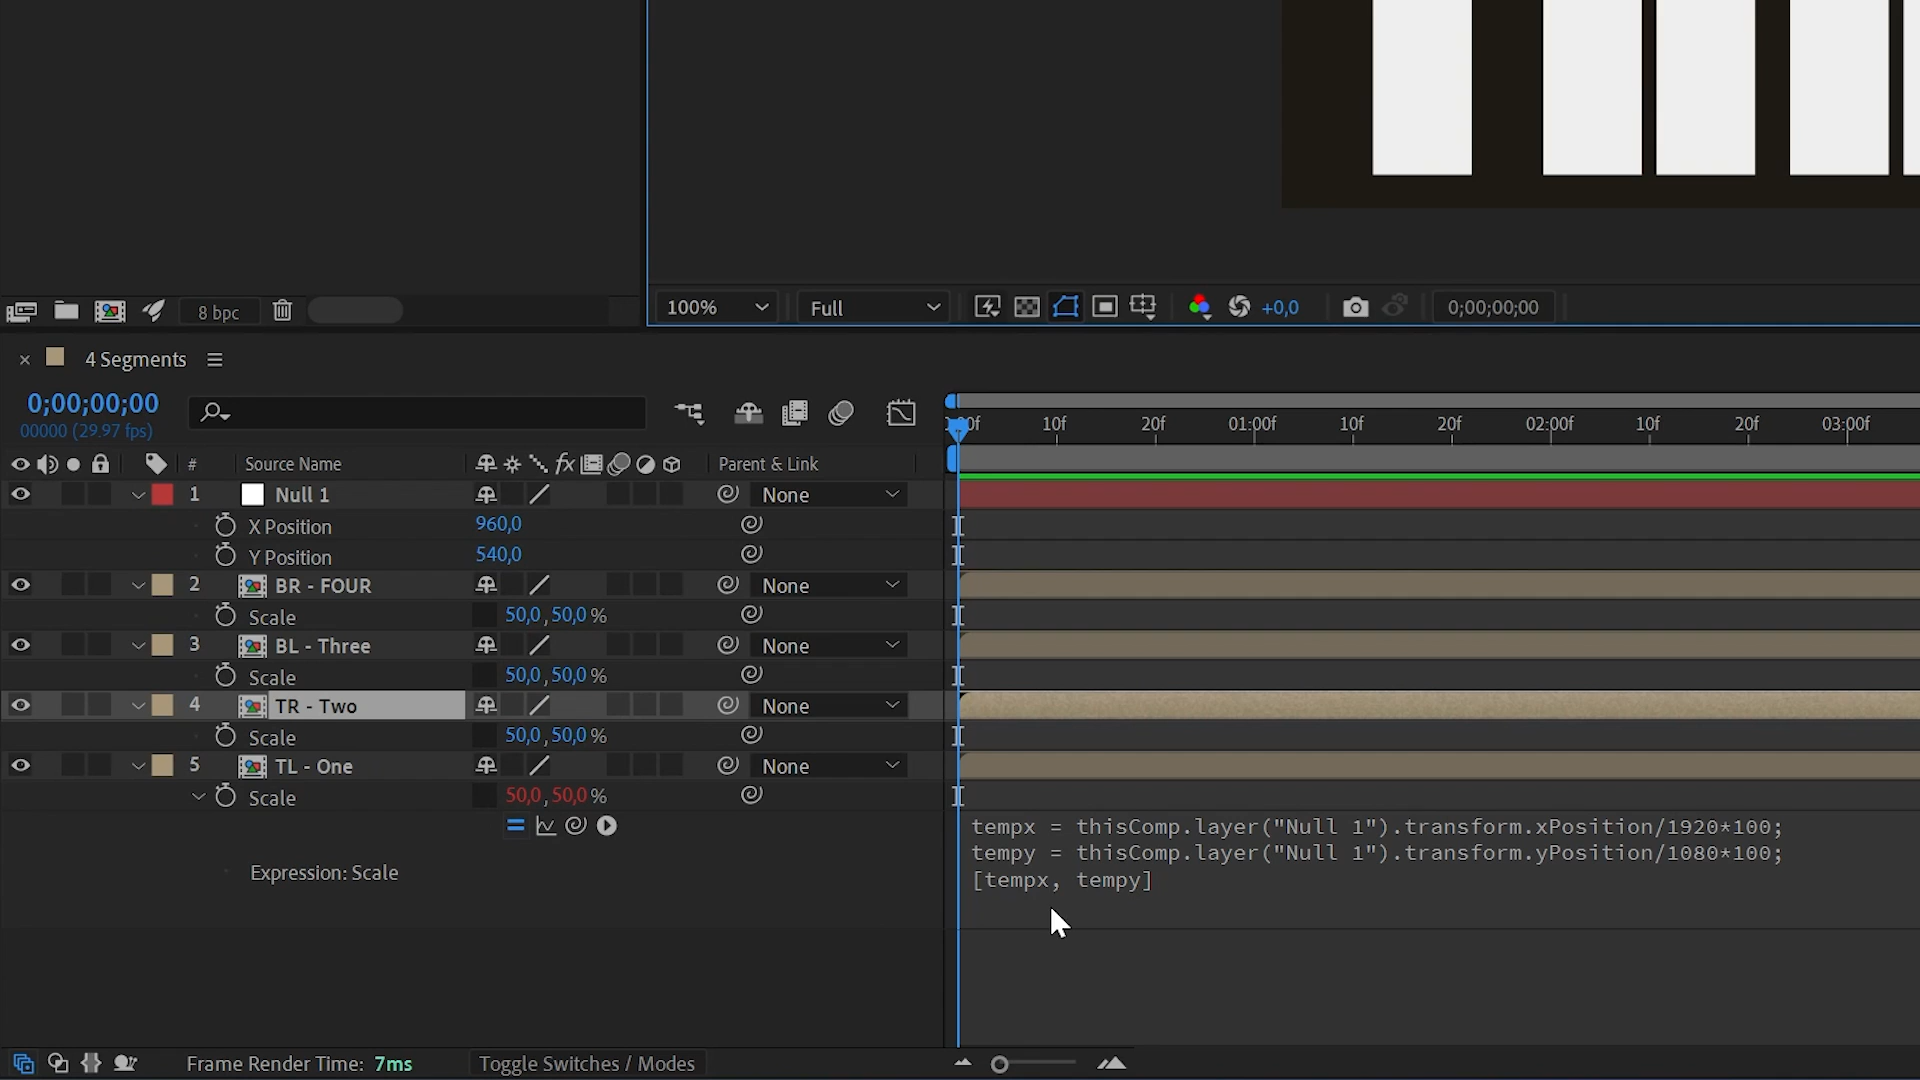 100%
Full
+0,0
0;00;00;00
8 bpc
4 Segments
0;00;00;00
00000 (29.97 fps)
10f 20f 01:00f 10f 20f 02:00f 10f 20f 03:00f
# Source Name fx Parent & Link
1 Null 1 None
X Position 960,0
Y Position 540,0
2 BR - FOUR None
Scale 50,0,50,0%
3 BL - Three None
Scale 50,0,50,0%
4 TR - Two None
Scale 50,0,50,0%
5 TL - One None
Scale 50,0,50,0%
tempx = thisComp.layer("Null 1").transform.xPosition/1920*100;
tempy = thisComp.layer("Null 1").transform.yPosition/1080*100;
[tempx, tempy]
Expression: Scale
Frame Render Time: 7ms
Toggle Switches / Modes